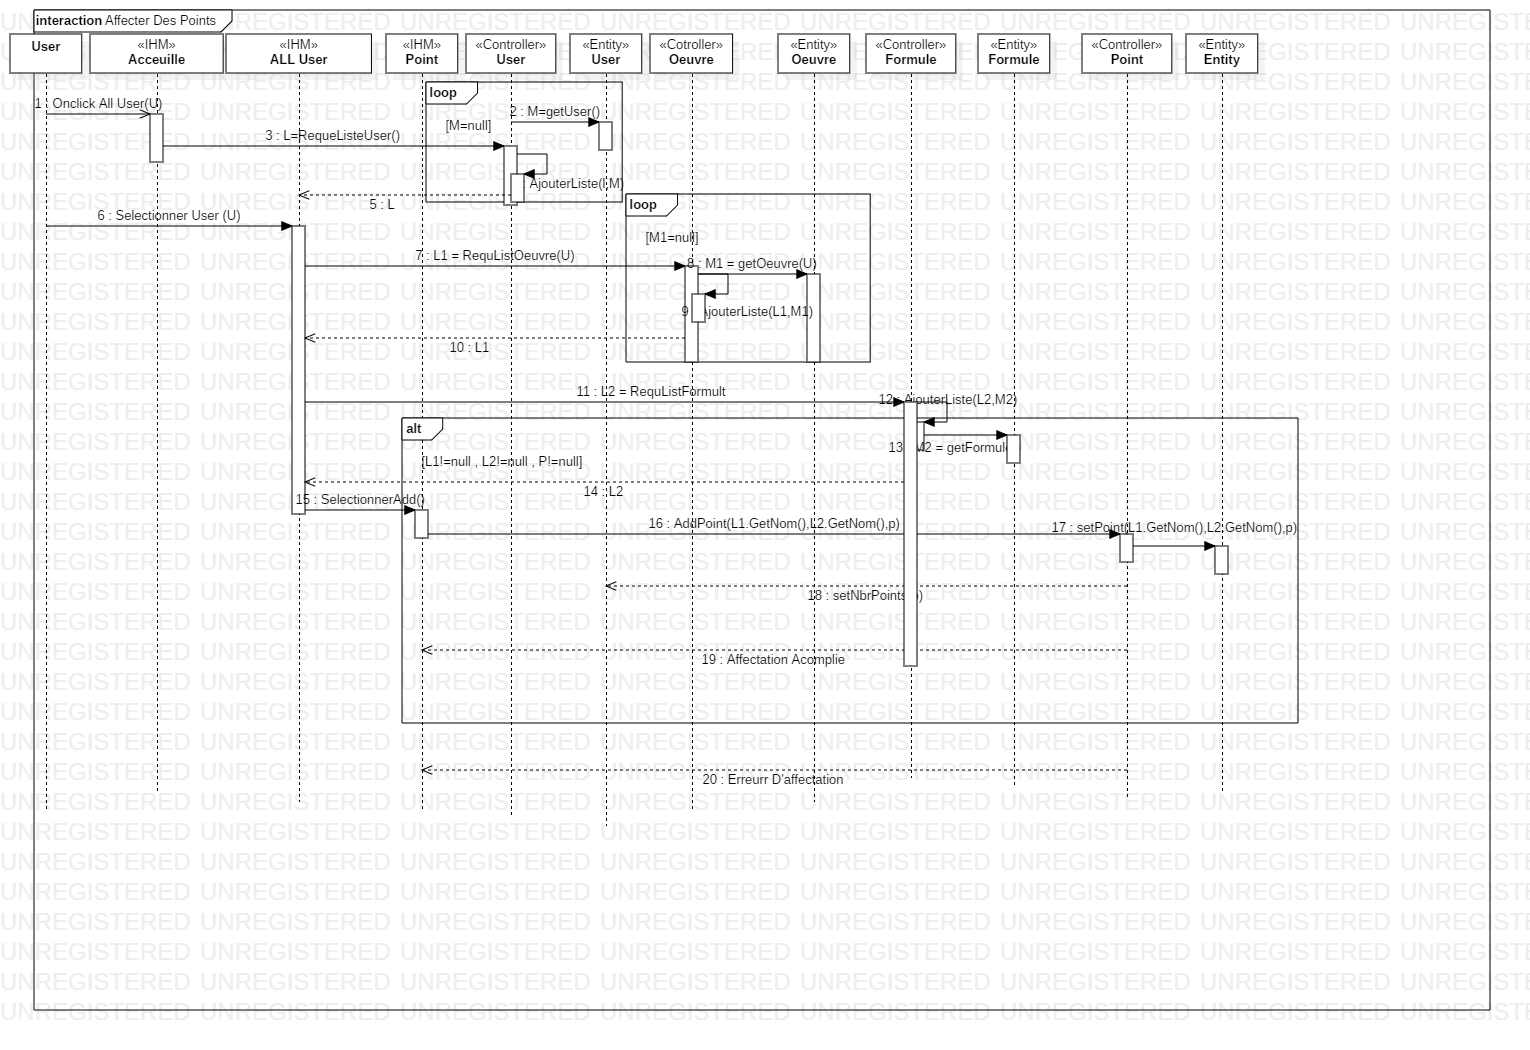 interaction Affecter Des Points
User
«IHM»
Acceuille
«IHM»
ALL User
«IHM»
Point
«Controller»
User
«Entity»
User
«Cotroller»
Oeuvre
«Entity»
Oeuvre
«Controller»
Formule
«Entity»
Formule
«Controller»
Point
«Entity»
Entity
loop
1 : Onclick All User(U)
2 : M=getUser()
[M=null]
3 : L=RequeListeUser()
AjouterListe(l,M)
5 : L
loop
6 : Selectionner User (U)
[M1=null]
7 : L1 = RequListOeuvre(U)
8 : M1 = getOeuvre(U)
9 AjouterListe(L1,M1)
10 : L1
11 : L2 = RequListFormult
12 : AjouterListe(L2,M2)
alt
13 M2 = getFormule
[L1!=null , L2!=null , P!=null]
14 : L2
15 : SelectionnerAdd()
16 : AddPoint(L1.GetNom(),L2.GetNom(),p)
17 : setPoint(L1.GetNom(),L2.GetNom(),p)
18 : setNbrPoints )
19 : Affectation Acomplie
20 : Erreurr D'affectation
UNREGISTERED